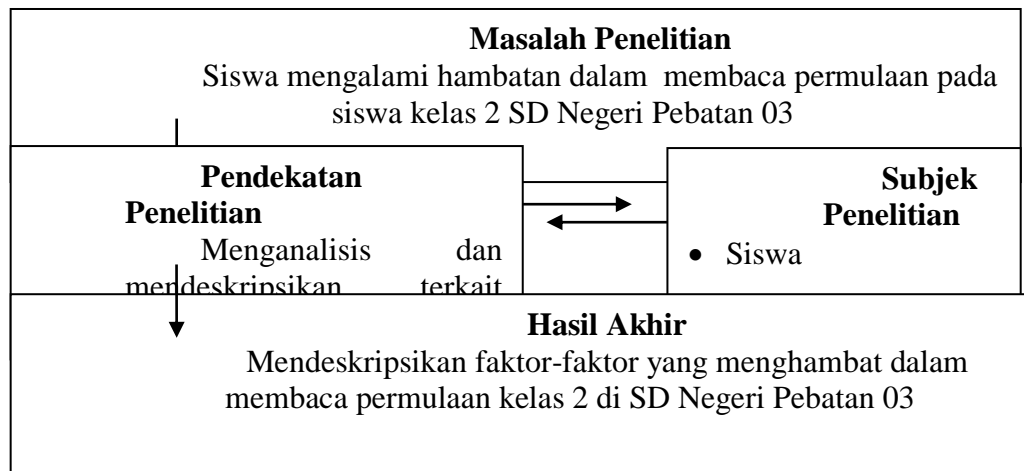 Masalah Penelitian
Siswa mengalami hambatan dalam membaca permulaan pada
siswa kelas 2 SD Negeri Pebatan 03
Pendekatan
Penelitian
Menganalisis dan
mendeskripsikan terkait
Subjek
Penelitian
• Siswa
Hasil Akhir
Mendeskripsikan faktor-faktor yang menghambat dalam
membaca permulaan kelas 2 di SD Negeri Pebatan 03